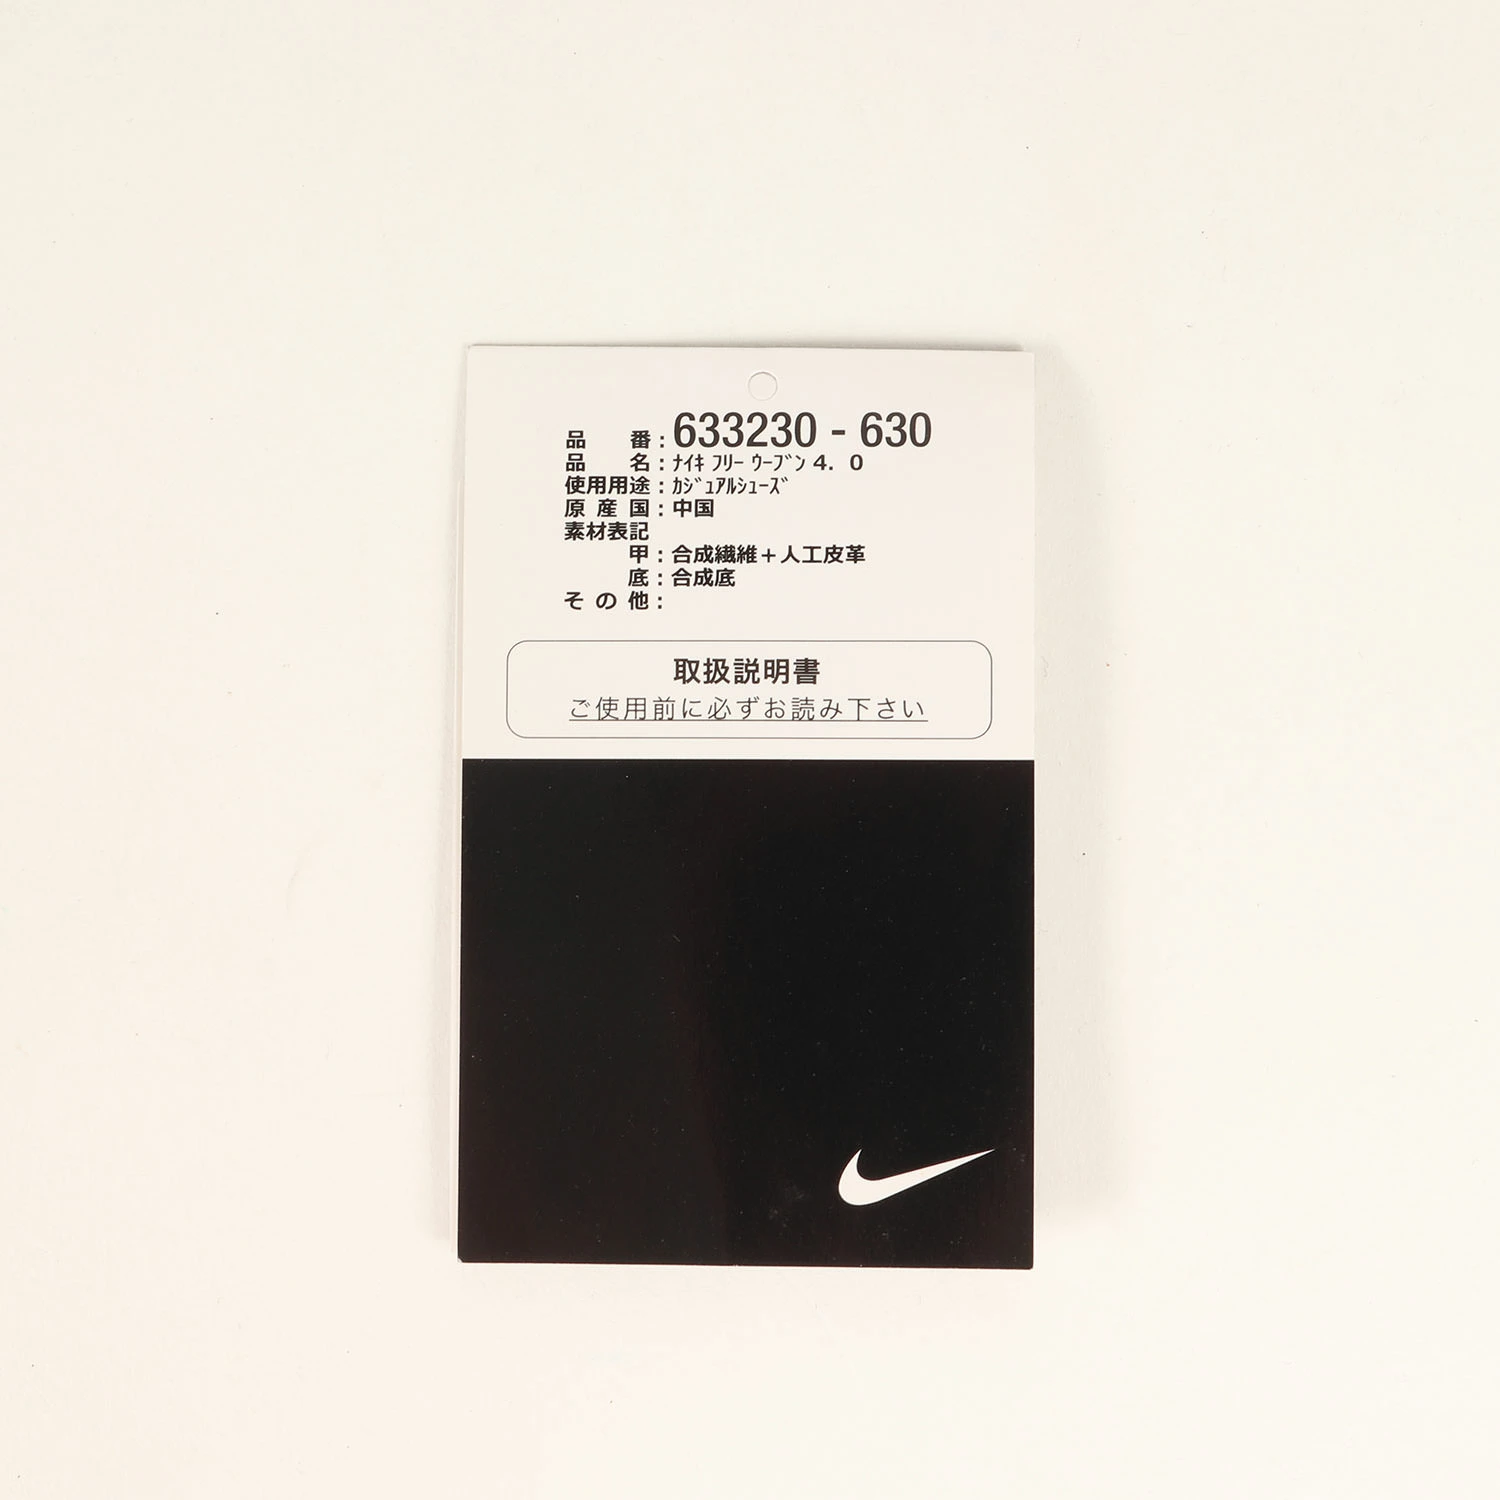 品 番:633230 - 630
品 名:ﾅｲｷ ﾌﾘｰ ｳｰﾌﾞﾝ 4. 0
使用用途:ｶｼﾞｭｱﾙｼｭｰｽﾞ
原 産 国:中国
素材表記
甲:合成繊維+人工皮革
底:合成底
そ の 他:
取扱説明書
ご使用前に必ずお読み下さい